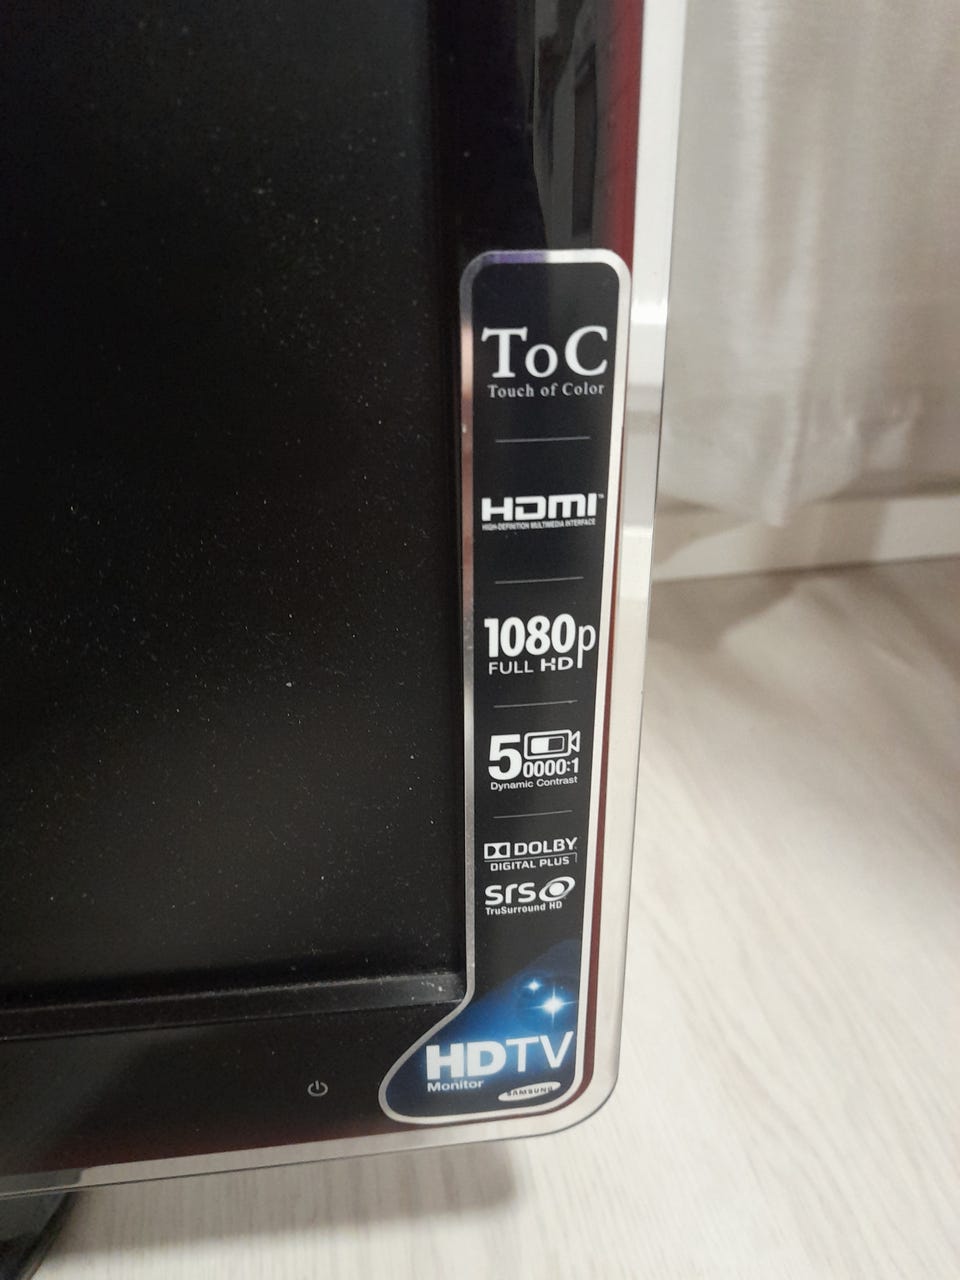 ToC
Touch of Color
HDMI™
HIGH-DEFINITION MULTIMEDIA INTERFACE
1080p
FULL HD
50000:1
Dynamic Contrast
DOLBY
DIGITAL PLUS
SRS
TruSurround HD
HDTV
Monitor
SAMSUNG